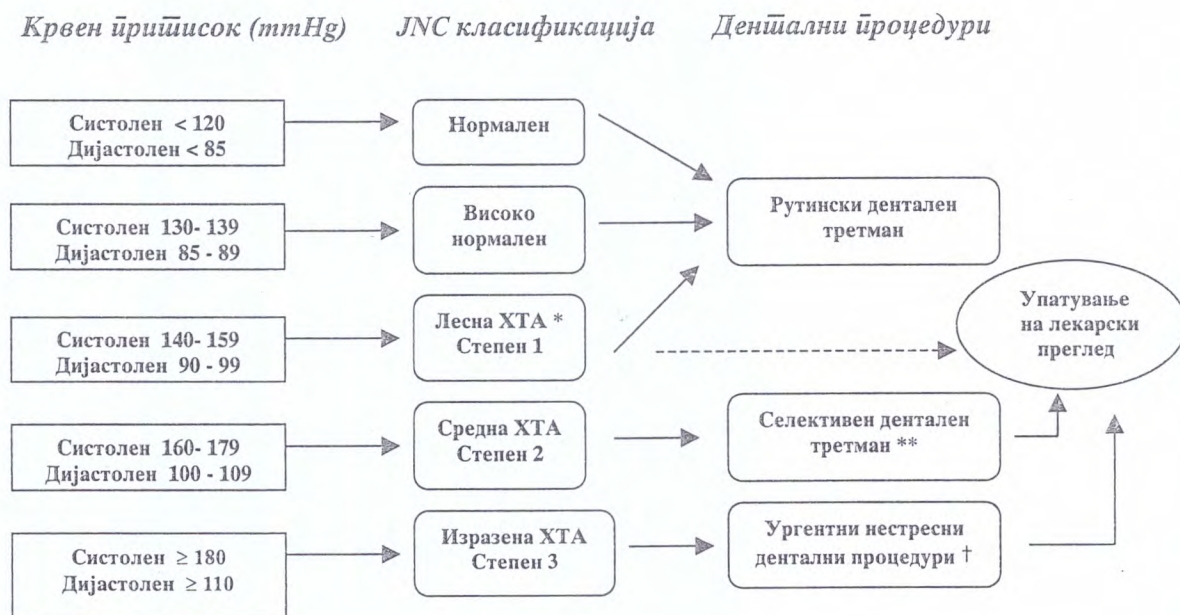 Крвен притисок (mmHg)
JNC класификација
Дентални процедури
Систолен < 120
Дијастолен < 85
Нормален
Систолен 130- 139
Дијастолен 85 - 89
Високо
нормален
Рутински дентален
третман
Систолен 140- 159
Дијастолен 90 - 99
Лесна ХТА *
Степен 1
Упатување
на лекарски
преглед
Систолен 160- 179
Дијастолен 100 - 109
Средна ХТА
Степен 2
Селективен дентален
третман **
Систолен ≥ 180
Дијастолен ≥ 110
Изразена ХТА
Степен 3
Ургентни нестресни
дентални процедури †